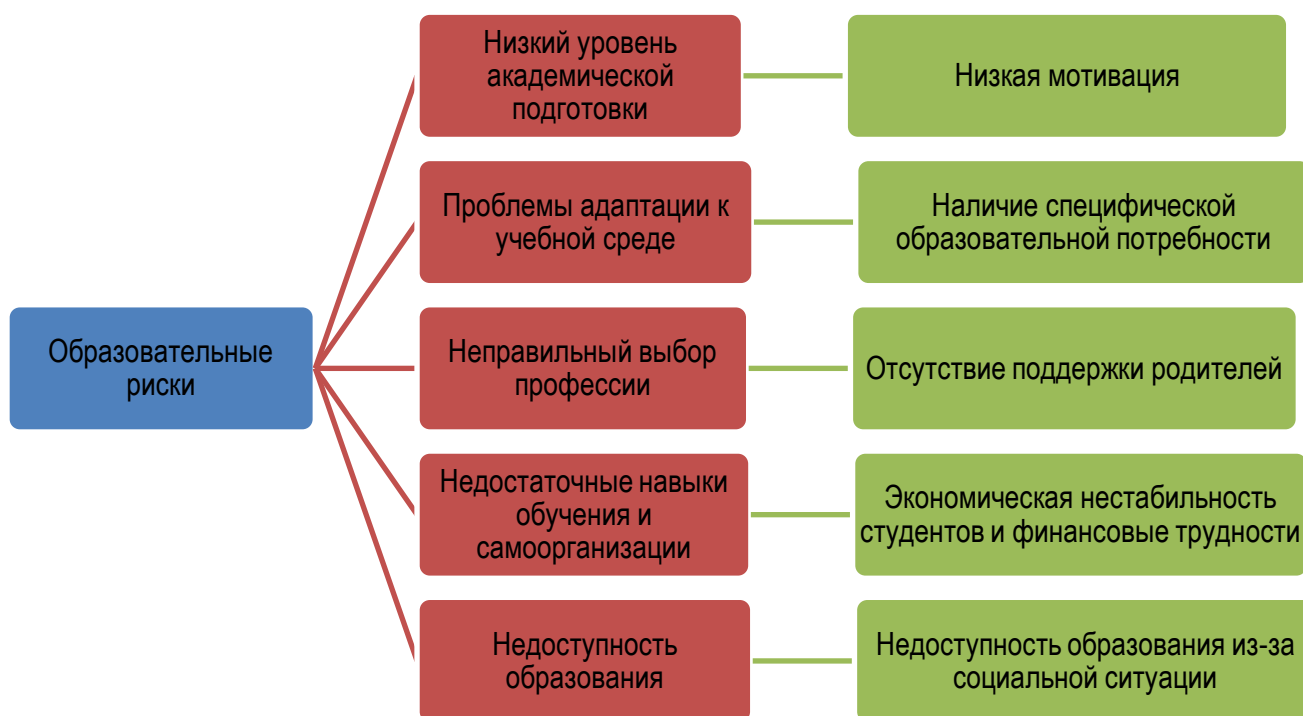 Образовательные
риски
Низкий уровень
академической
подготовки
Низкая мотивация
Проблемы адаптации к
учебной среде
Наличие специфической
образовательной потребности
Неправильный выбор
профессии
Отсутствие поддержки родителей
Недостаточные навыки
обучения и
самоорганизации
Экономическая нестабильность
студентов и финансовые трудности
Недоступность
образования
Недоступность образования из-за
социальной ситуации